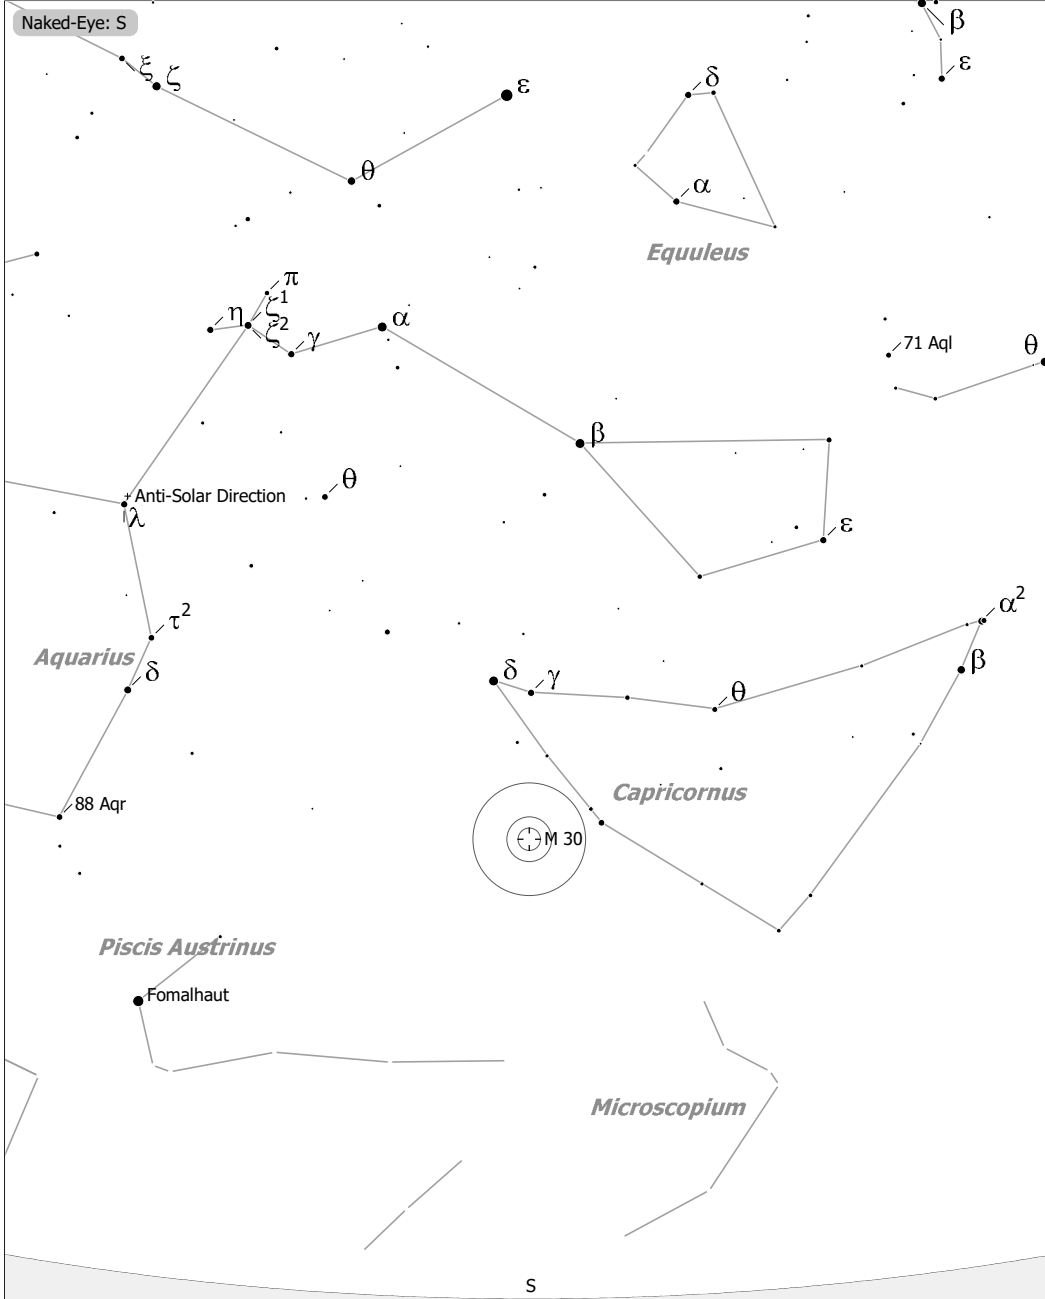 Naked-Eye: S
β
ξ ζ
ε
δ
ε
θ
α
Equuleus
π
ζ1
η
ζ2
γ
α
71 Aql
θ
β
θ
Anti-Solar Direction
λ
ε
α2
τ2
Aquarius
δ
δ
γ
θ
β
Capricornus
88 Aqr
M 30
Piscis Austrinus
Fomalhaut
Microscopium
S